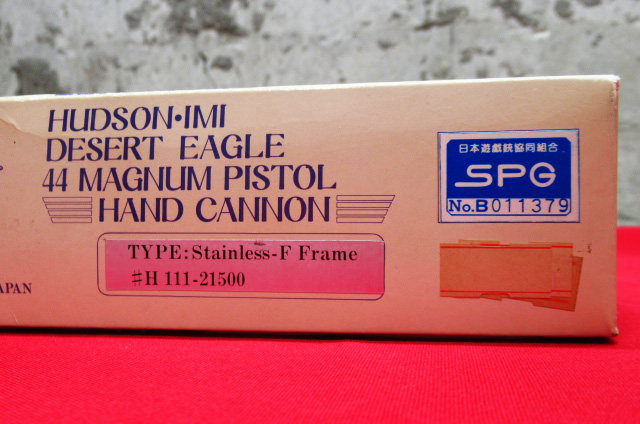 HUDSON•IMI
DESERT EAGLE
44 MAGNUM PISTOL
HAND CANNON
TYPE:Stainless-F Frame
♯H 111-21500
日本遊戯銃協同組合
SPG
No.B 011379
APAN